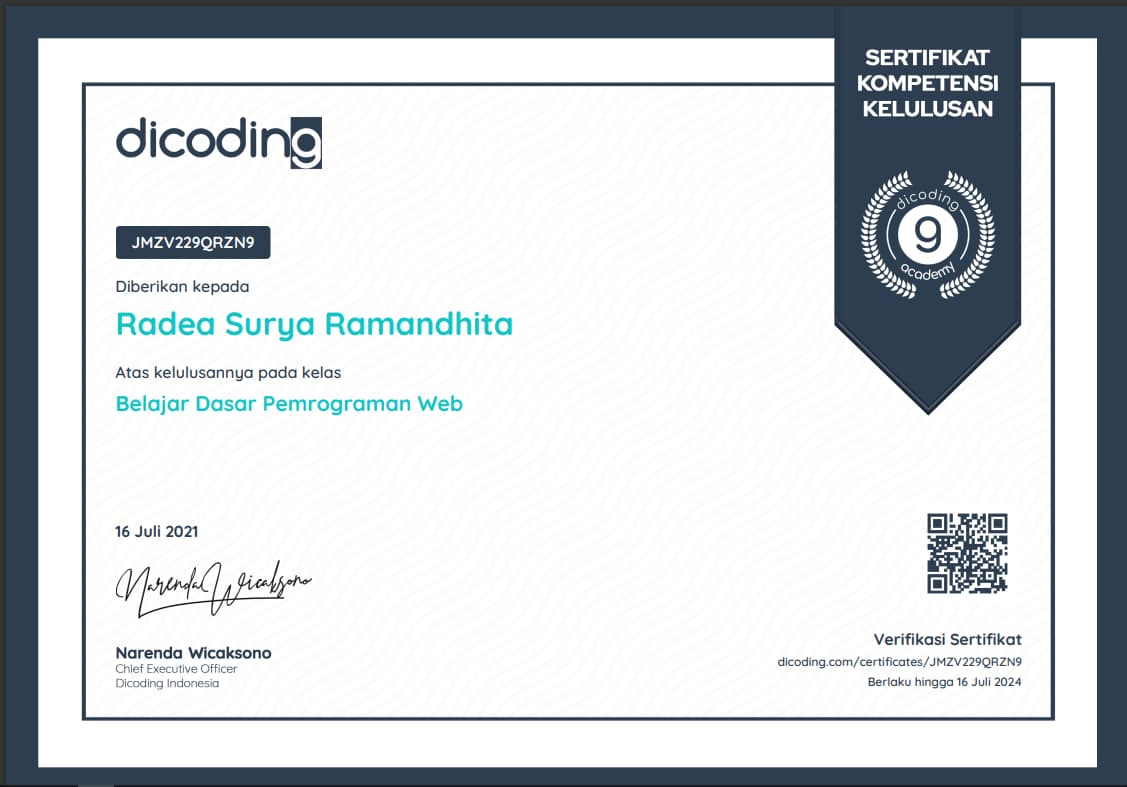 SERTIFIKAT
KOMPETENSI
KELULUSAN
dicoding
dicoding
9
academy
JMZV229QRZN9
Diberikan kepada
Radea Surya Ramandhita
Atas kelulusannya pada kelas
Belajar Dasar Pemrograman Web
16 Juli 2021
Narenda Wicaksono
Narenda Wicaksono
Chief Executive Officer
Dicoding Indonesia
Verifikasi Sertifikat
dicoding.com/certificates/JMZV229QRZN9
Berlaku hingga 16 Juli 2024